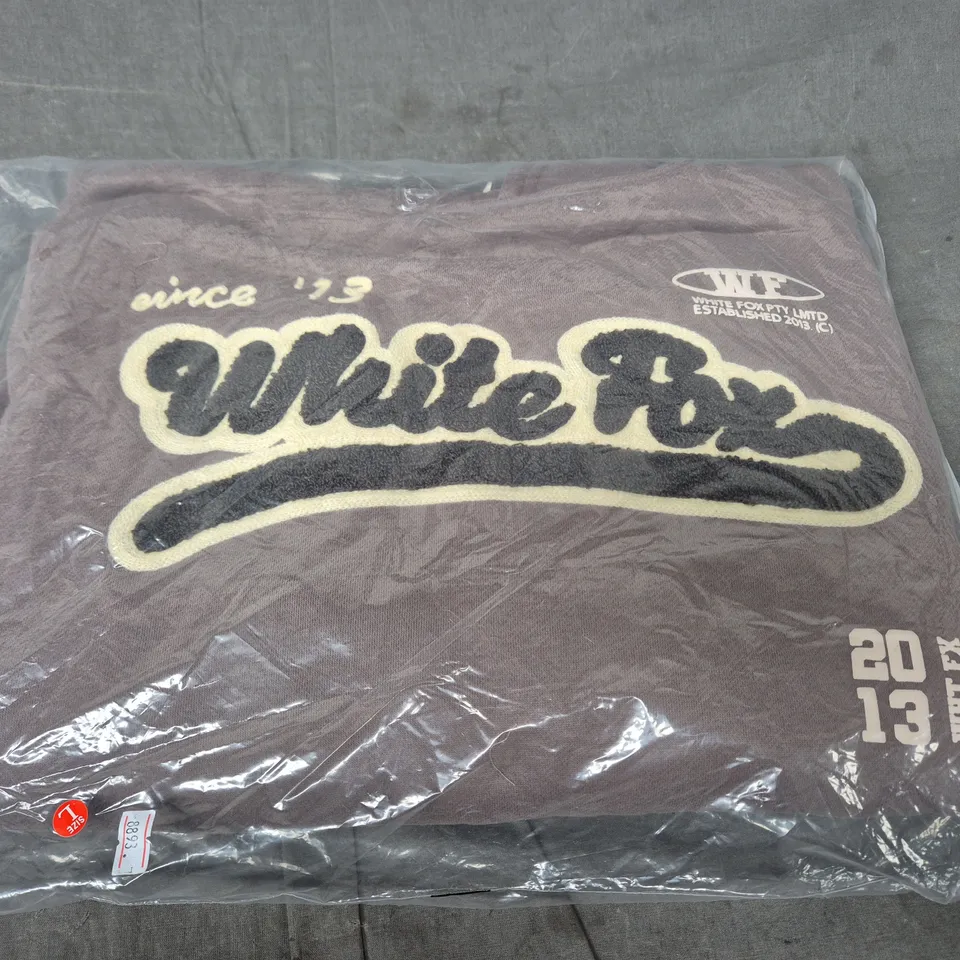 since '13
WF
WHITE FOX PTY LMTD
ESTABLISHED 2013 (C)
White Fox
20
13
SIZE
L
8893